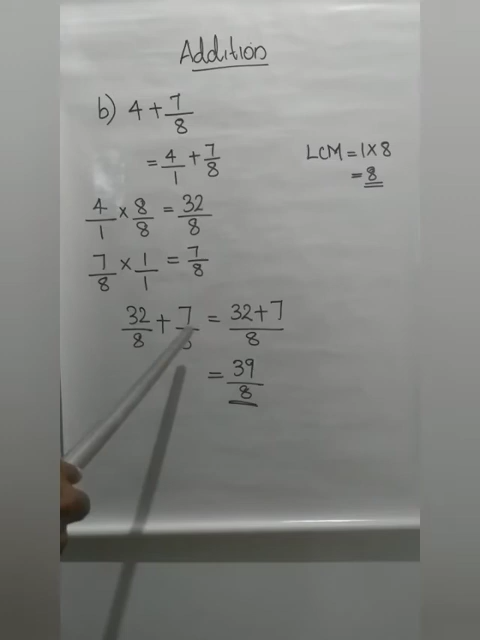 Addition
b) 4 + 7/8
= 4/1 + 7/8
LCM = 1 × 8
= 8
4/1 × 8/8 = 32/8
7/8 × 1/1 = 7/8
32/8 + 7/8 = 32+7/8
= 39/8